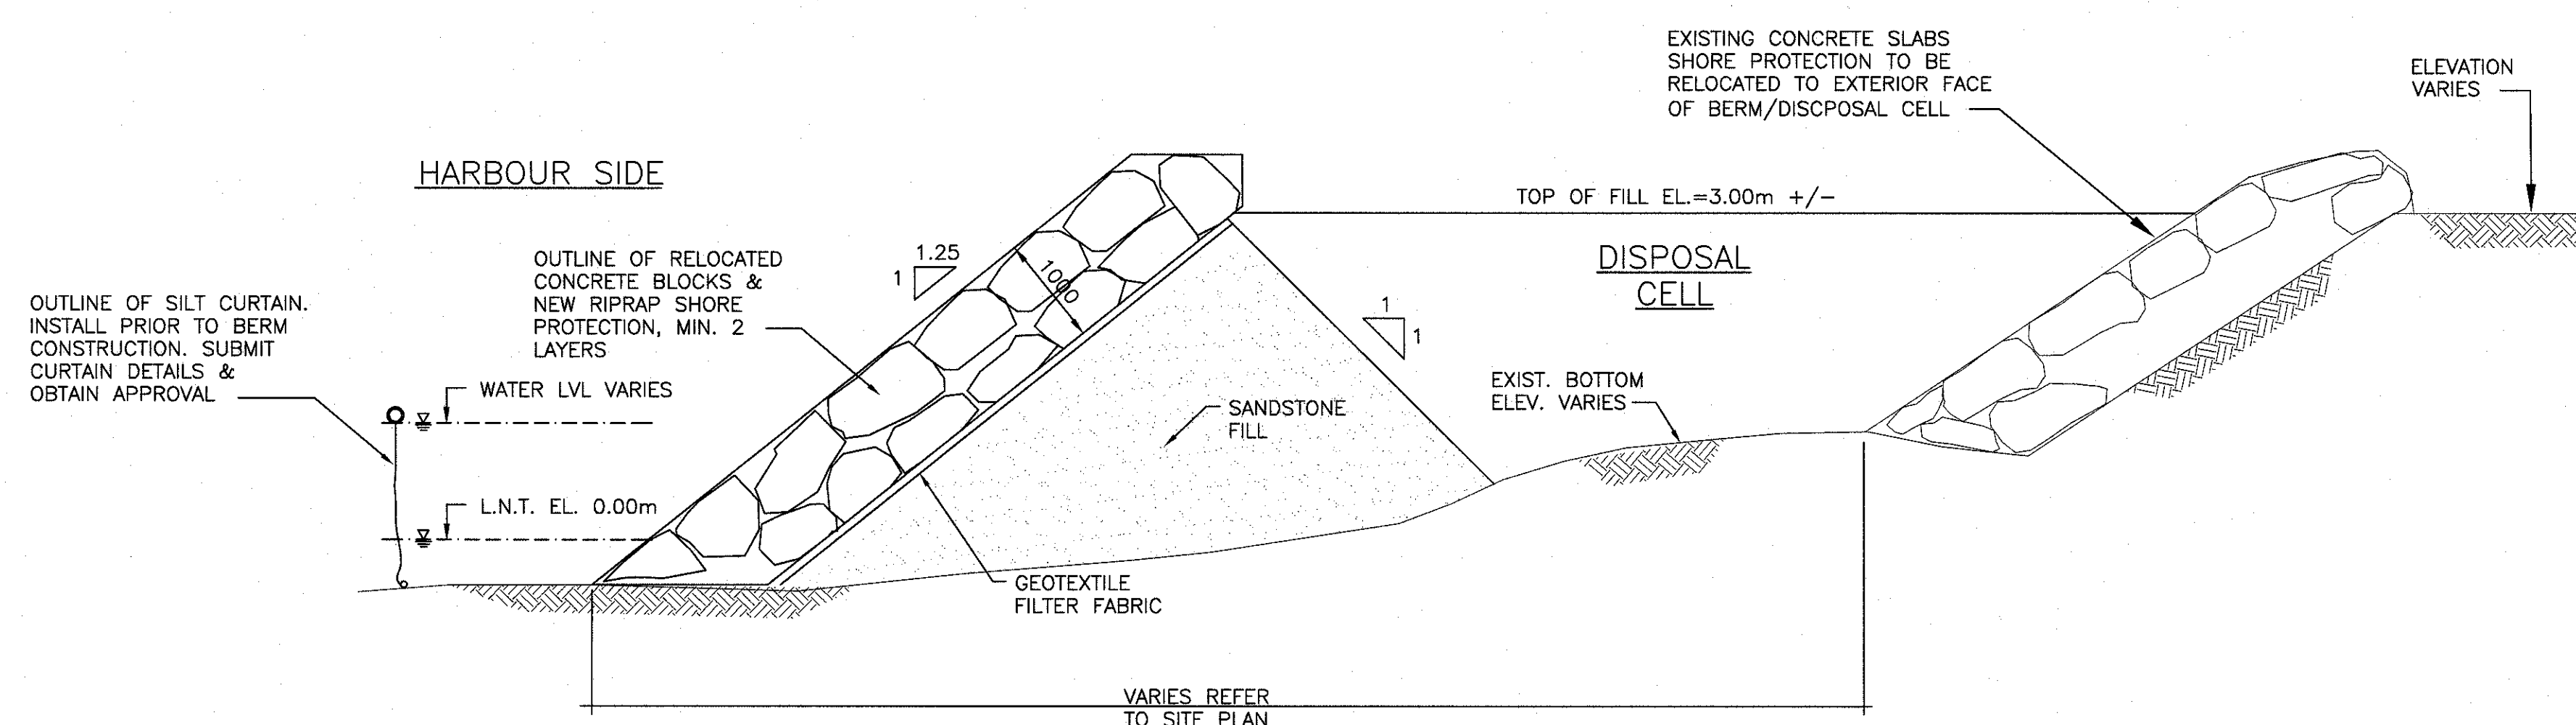 EXISTING CONCRETE SLABS
SHORE PROTECTION TO BE
RELOCATED TO EXTERIOR FACE
OF BERM/DISCPOSAL CELL
ELEVATION
VARIES
HARBOUR SIDE
TOP OF FILL EL.=3.00m +/-
DISPOSAL
CELL
OUTLINE OF RELOCATED
CONCRETE BLOCKS &
NEW RIPRAP SHORE
PROTECTION, MIN. 2
LAYERS
1.25
1
1000
1
1
OUTLINE OF SILT CURTAIN.
INSTALL PRIOR TO BERM
CONSTRUCTION. SUBMIT
CURTAIN DETAILS &
OBTAIN APPROVAL
WATER LVL VARIES
EXIST. BOTTOM
ELEV. VARIES
SANDSTONE
FILL
L.N.T. EL. 0.00m
GEOTEXTILE
FILTER FABRIC
VARIES REFER
TO SITE PLAN